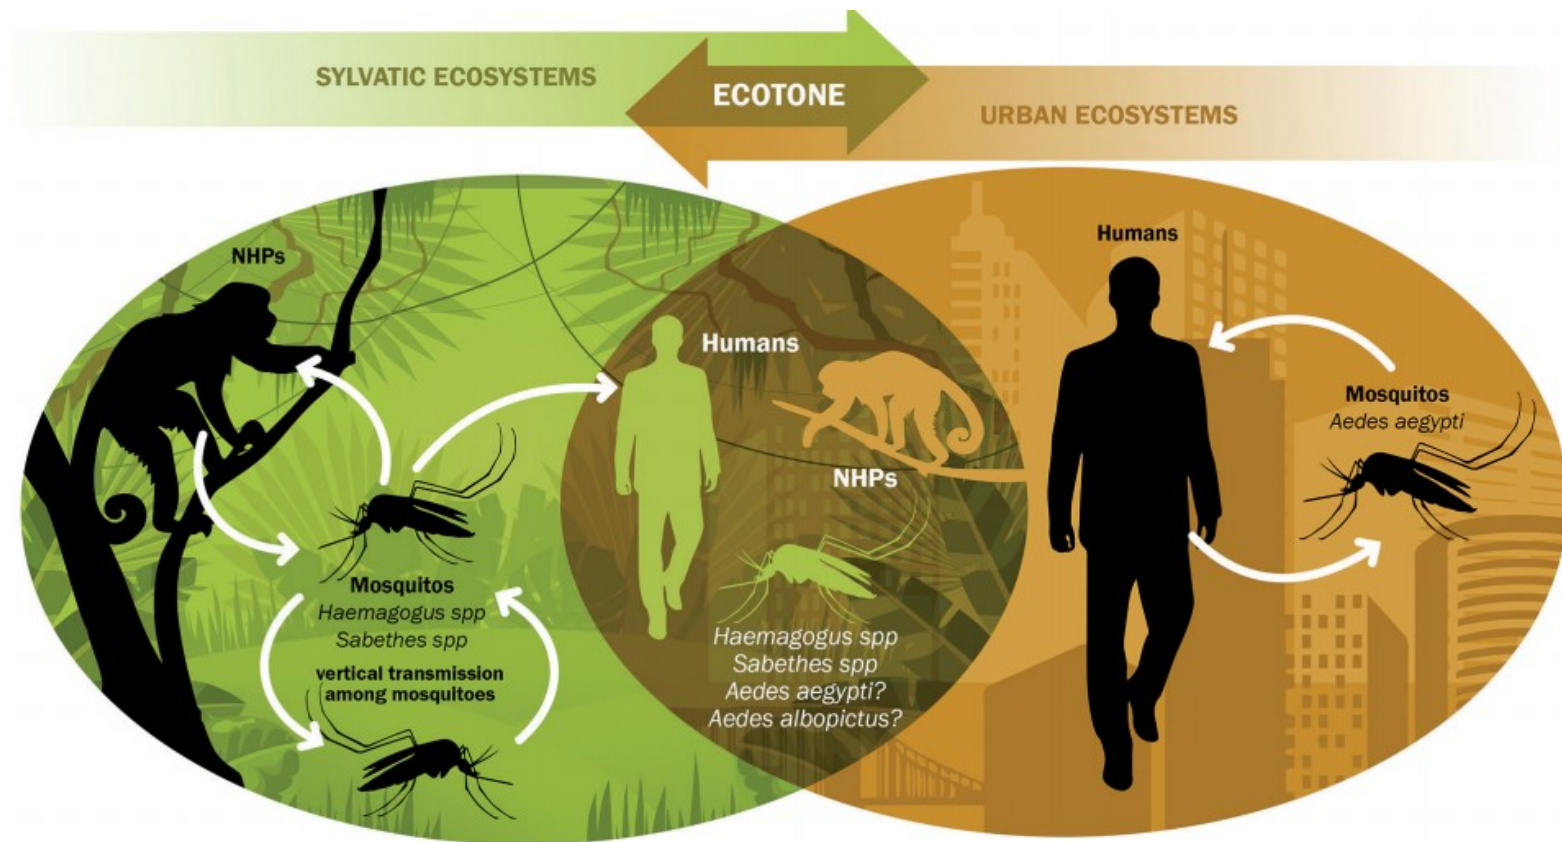 SYLVATIC ECOSYSTEMS
ECOTONE
URBAN ECOSYSTEMS
NHPs
Mosquitos
Haemagogus spp
Sabethes spp
vertical transmission
among mosquitoes
Humans
NHPs
Haemagogus spp
Sabethes spp
Aedes aegypti?
Aedes albopictus?
Humans
Mosquitos
Aedes aegypti